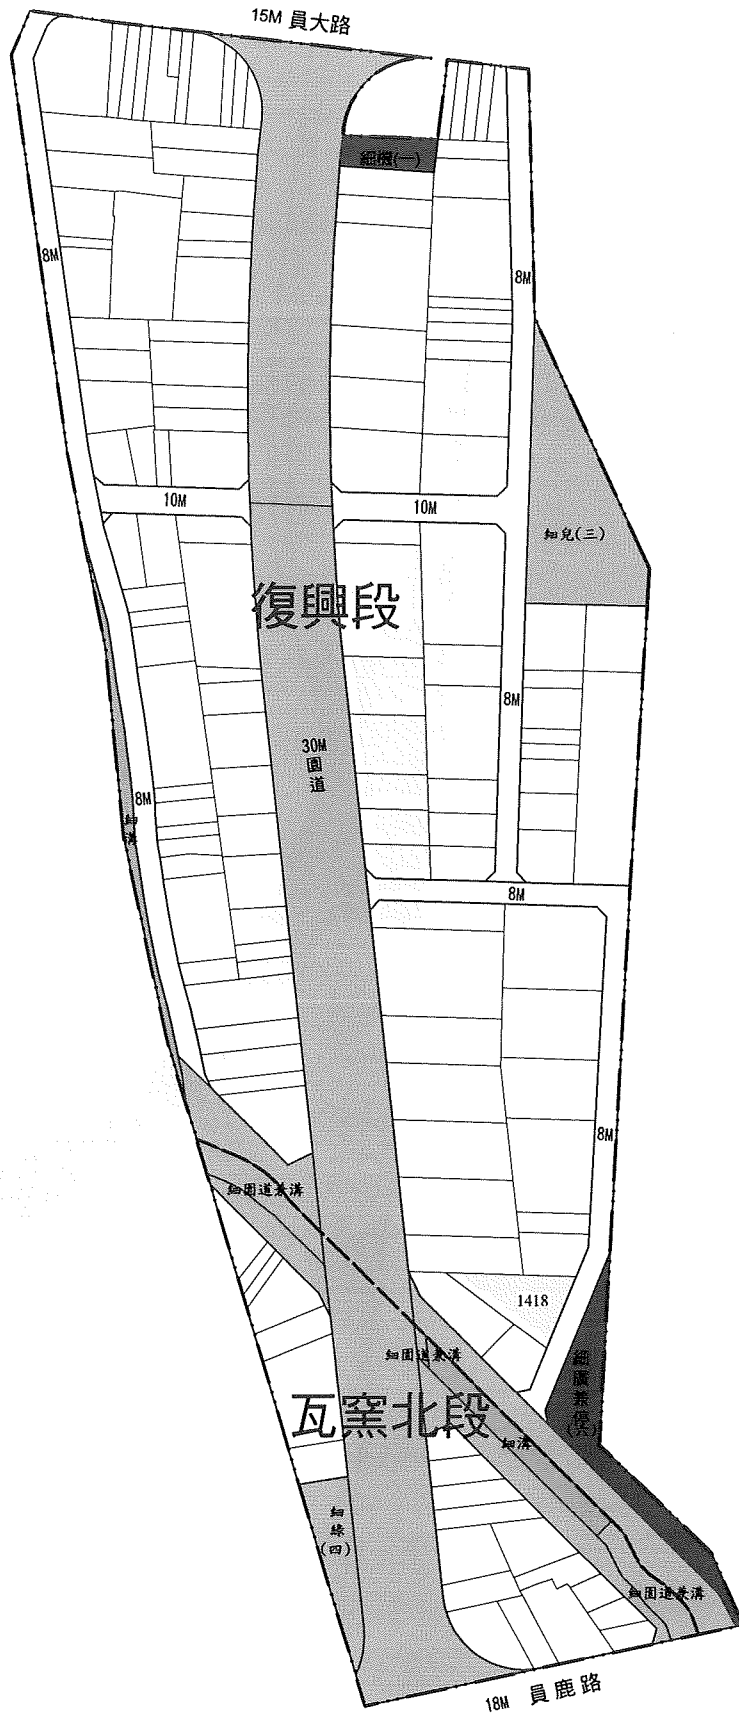 15M 員大路
細機(一)
8M
8M
10M
10M
細兒(三)
復興段
8M
30M
園
道
8M
細
溝
8M
8M
細園道兼溝
1418
細園道兼溝
細
廣
兼
停
(六)
瓦窯北段
細溝
細
綠
(四)
細園道兼溝
18M 員鹿路